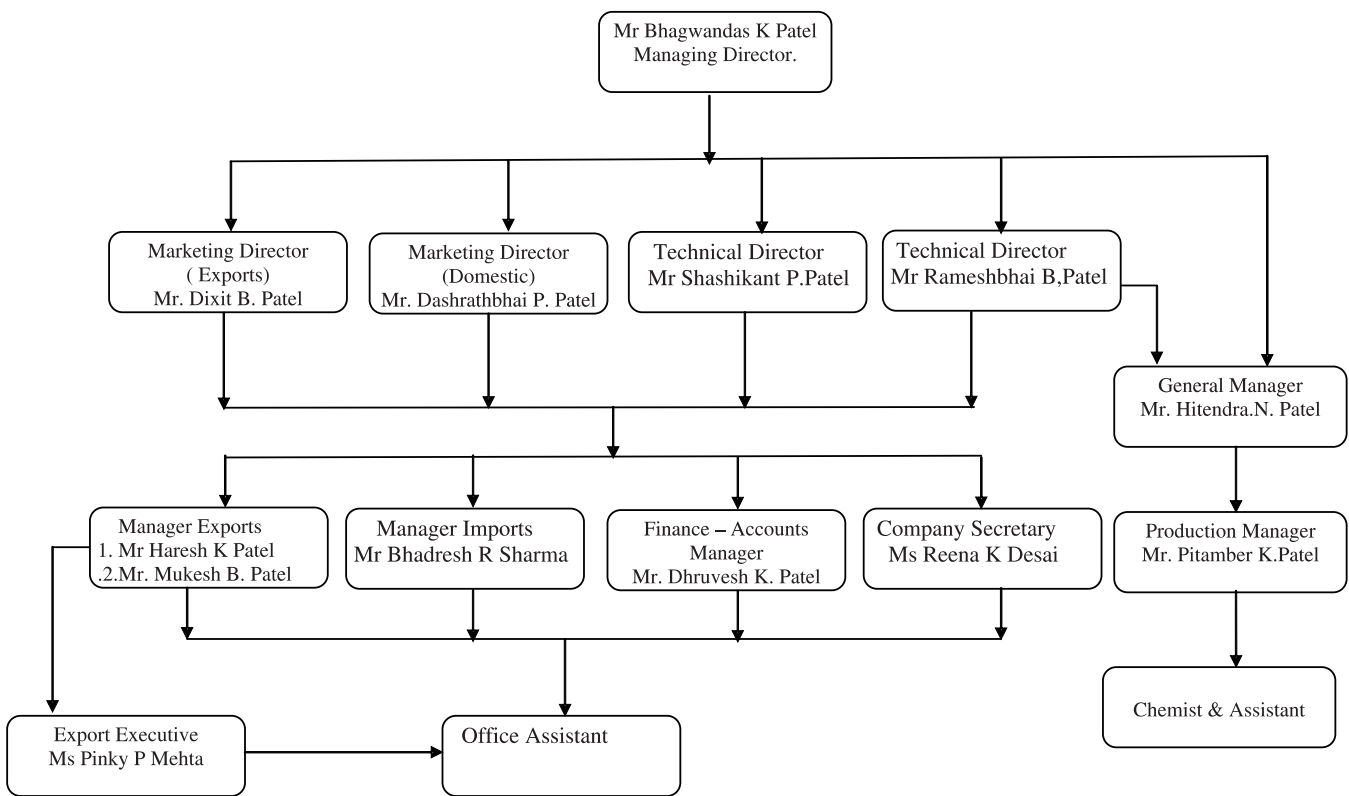 Mr Bhagwandas K Patel
Managing Director.
Marketing Director
( Exports)
Mr. Dixit B. Patel
Marketing Director
(Domestic)
Mr. Dashrathbhai P. Patel
Technical Director
Mr Shashikant P.Patel
Technical Director
Mr Rameshbhai B,Patel
General Manager
Mr. Hitendra.N. Patel
Manager Exports
1. Mr Haresh K Patel
.2.Mr. Mukesh B. Patel
Manager Imports
Mr Bhadresh R Sharma
Finance – Accounts
Manager
Mr. Dhruvesh K. Patel
Company Secretary
Ms Reena K Desai
Production Manager
Mr. Pitamber K.Patel
Export Executive
Ms Pinky P Mehta
Office Assistant
Chemist & Assistant